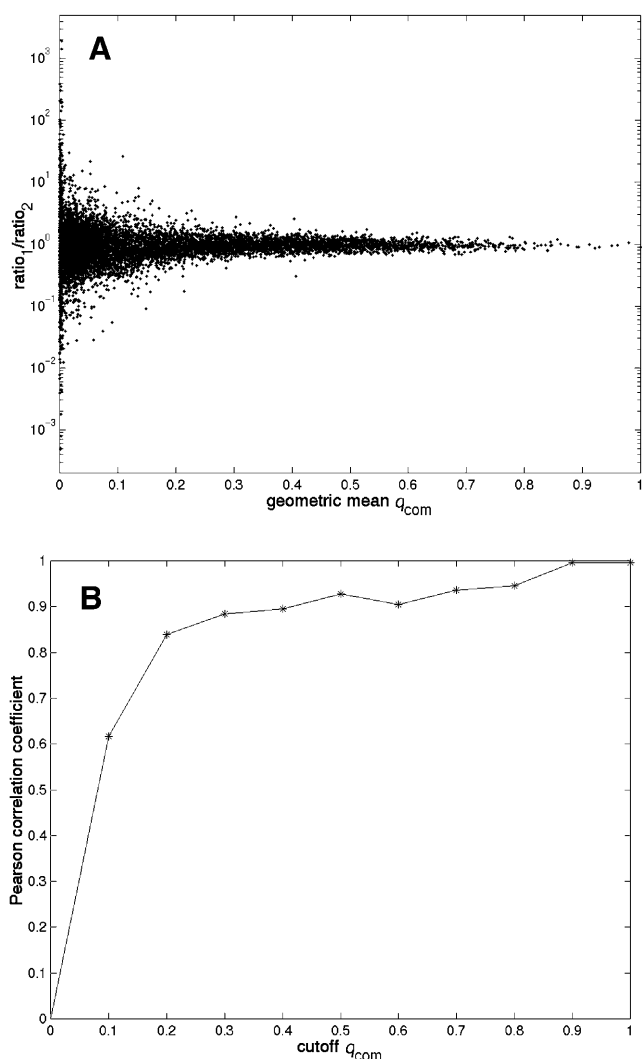 A
10^3
10^2
10^1
10^0
10^-1
10^-2
10^-3
ratio_1/ratio_2
0 0.1 0.2 0.3 0.4 0.5 0.6 0.7 0.8 0.9 1
geometric mean q_com
B
1
0.9
0.8
0.7
0.6
0.5
0.4
0.3
0.2
0.1
0
Pearson correlation coefficient
0 0.1 0.2 0.3 0.4 0.5 0.6 0.7 0.8 0.9 1
cutoff q_com